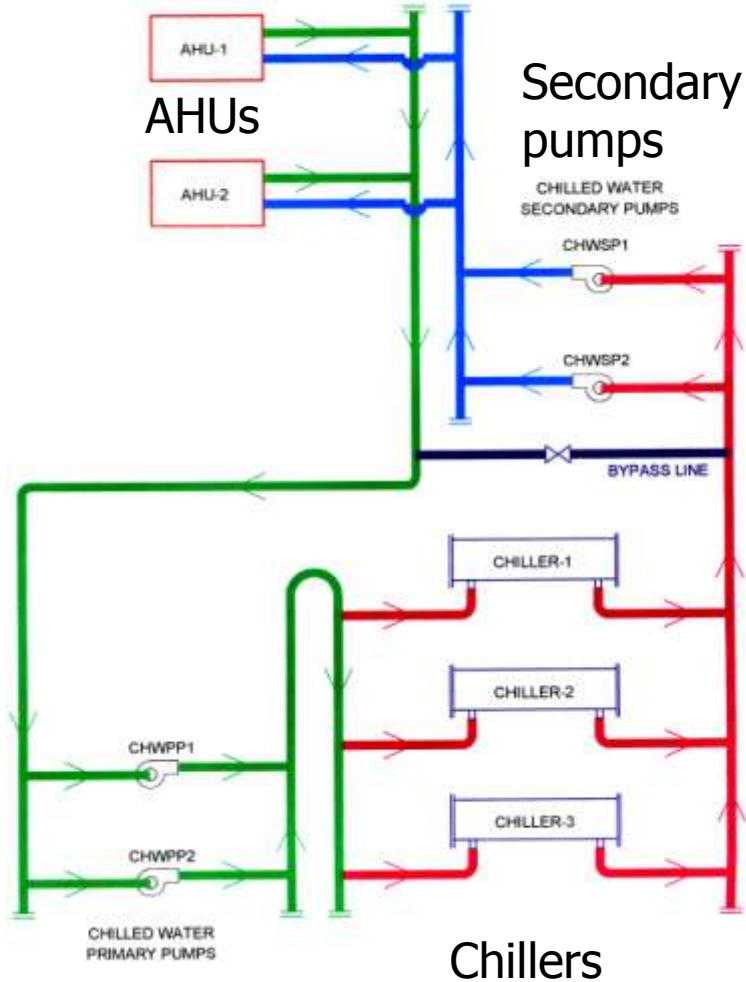 AHU-1
AHUs
AHU-2
Secondary
pumps
CHILLED WATER
SECONDARY PUMPS
CHWSP1
CHWSP2
BYPASS LINE
CHILLER-1
CHILLER-2
CHILLER-3
CHWPP1
CHWPP2
CHILLED WATER
PRIMARY PUMPS
Chillers